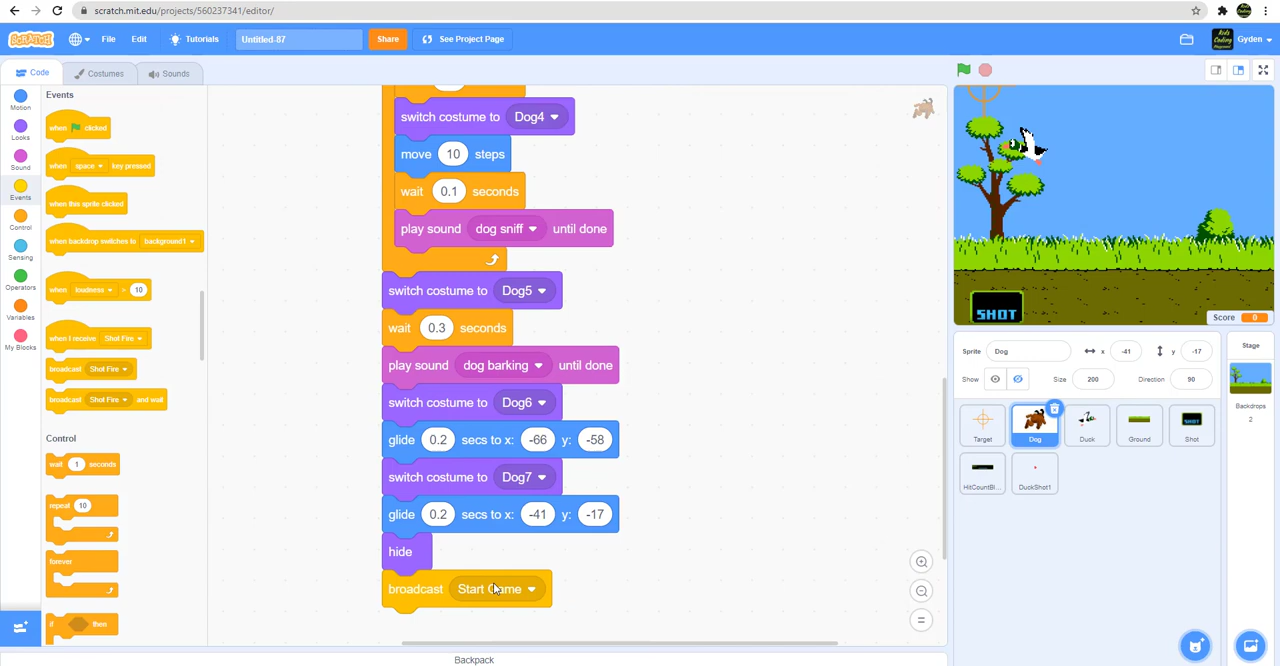 scratch.mit.edu/projects/560237341/editor/
SCRATCH
File
Edit
Tutorials
Untitled-87
Share
See Project Page
Kids Coding Playground
Gyden
Code
Costumes
Sounds
Motion
Looks
Sound
Events
Control
Sensing
Operators
Variables
My Blocks
Events
when clicked
when space key pressed
when this sprite clicked
when backdrop switches to background1
when loudness > 10
when I receive Shot Fire
broadcast Shot Fire
broadcast Shot Fire and wait
Control
wait 1 seconds
repeat 10
forever
if then
switch costume to Dog4
move 10 steps
wait 0.1 seconds
play sound dog sniff until done
switch costume to Dog5
wait 0.3 seconds
play sound dog barking until done
switch costume to Dog6
glide 0.2 secs to x: -66 y: -58
switch costume to Dog7
glide 0.2 secs to x: -41 y: -17
hide
broadcast Start Game
Backpack
SHOT
Score 0
Sprite Dog x -41 y -17
Show Size 200 Direction 90
Target
Dog
Duck
Ground
SHOT
Shot
HitCountBl...
DuckShot1
Stage
Backdrops
2